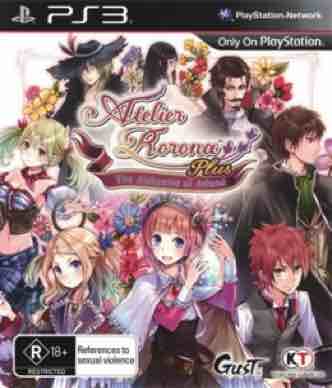 PS3
PlayStation Network
Only On PlayStation.
Atelier
Rorona
Plus
The Alchemist of Arland
R 18+
RESTRICTED
References to
sexual violence
GUST
KT